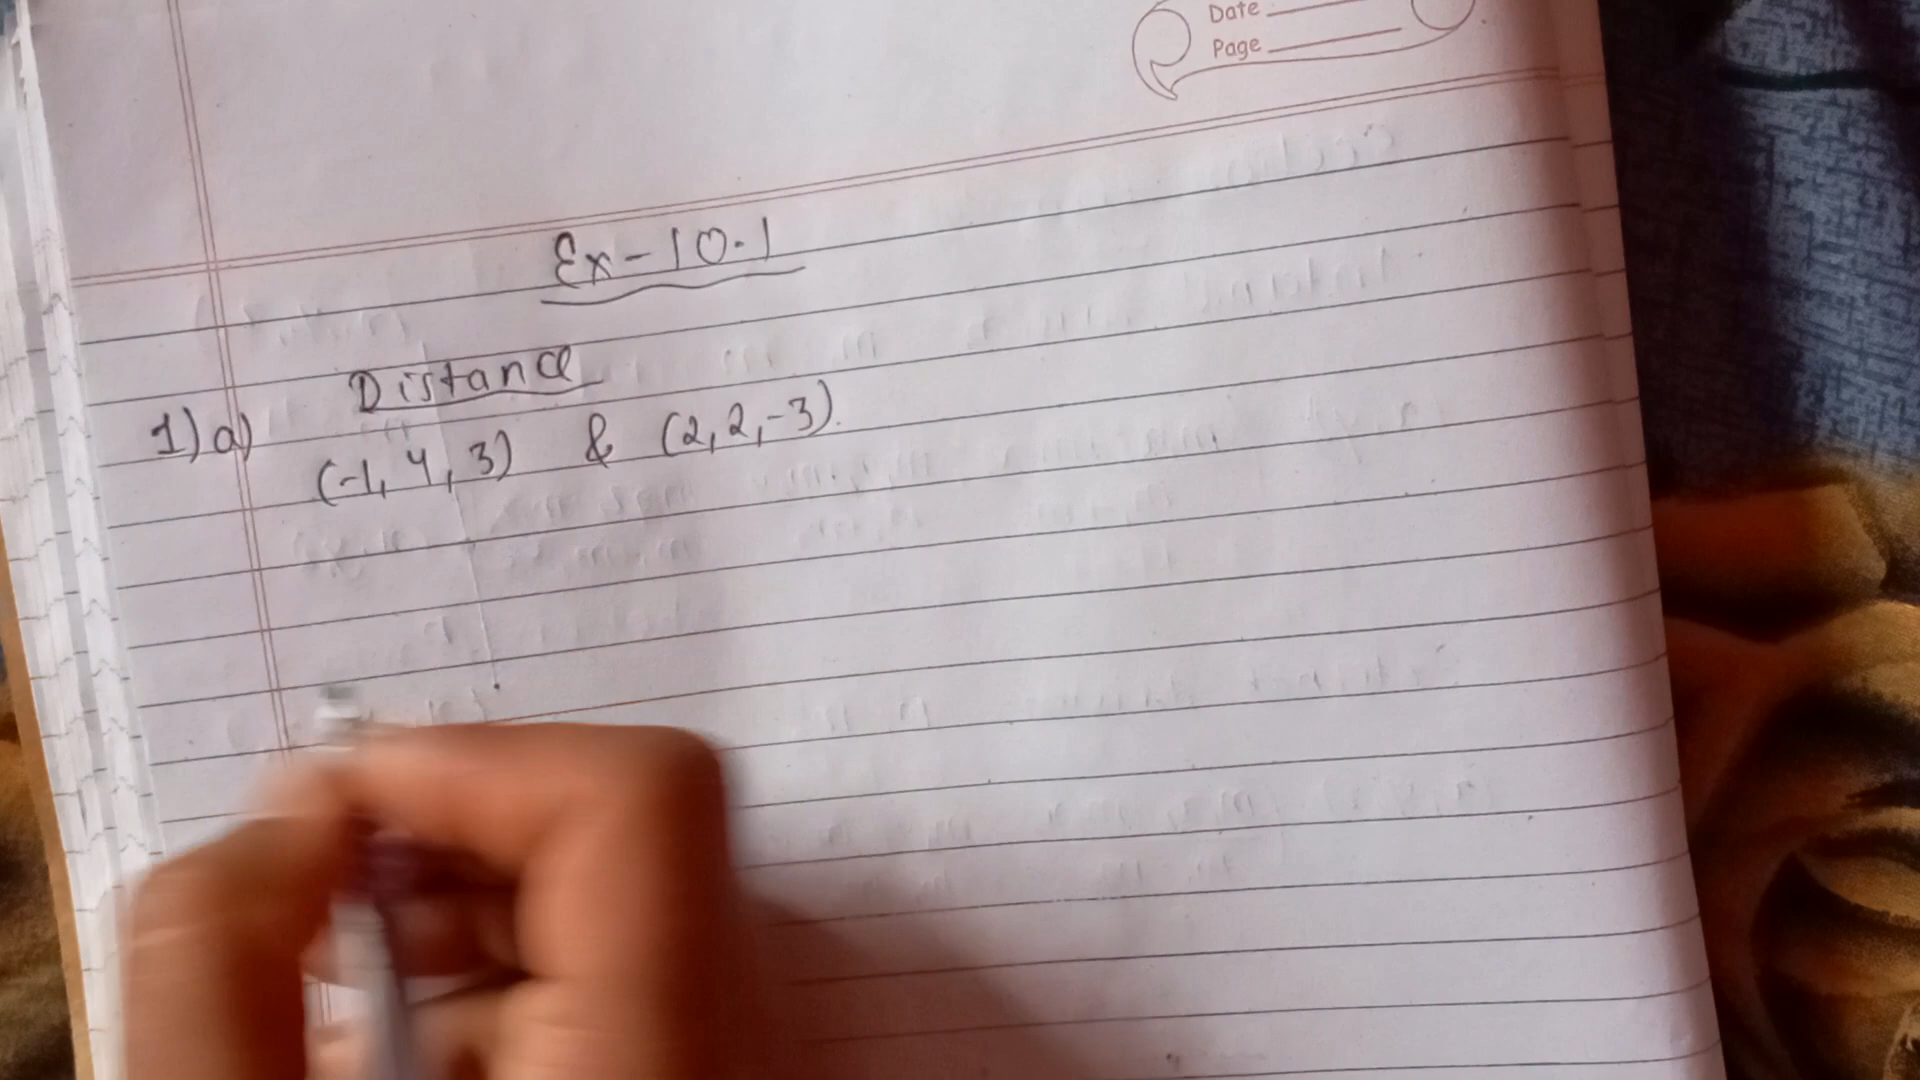 Date
Page
Ex-10.1
Distance
1) a) (-1, 4, 3) & (2, 2, -3).